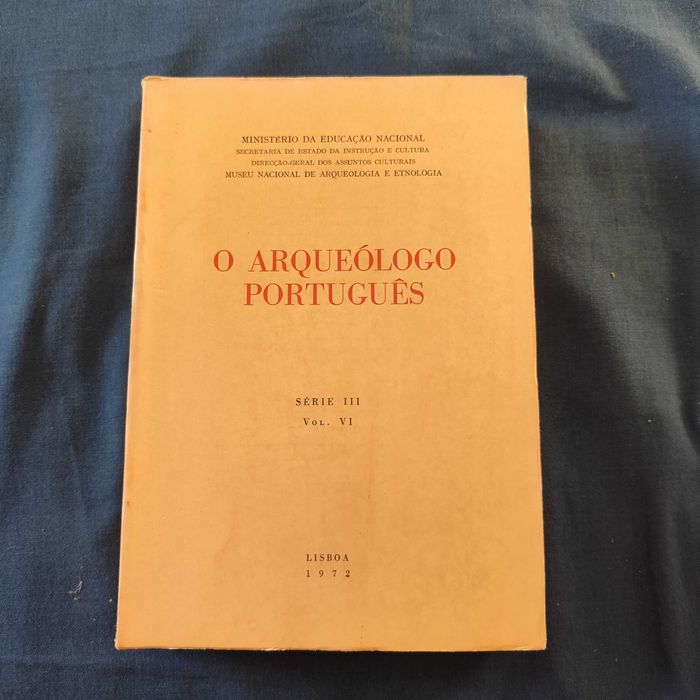 MINISTÉRIO DA EDUCAÇÃO NACIONAL
SECRETARIA DE ESTADO DA INSTRUÇÃO E CULTURA
DIRECÇÃO-GERAL DOS ASSUNTOS CULTURAIS
MUSEU NACIONAL DE ARQUEOLOGIA E ETNOLOGIA
O ARQUEÓLOGO
PORTUGUÊS
SÉRIE III
VOL. VI
LISBOA
1972